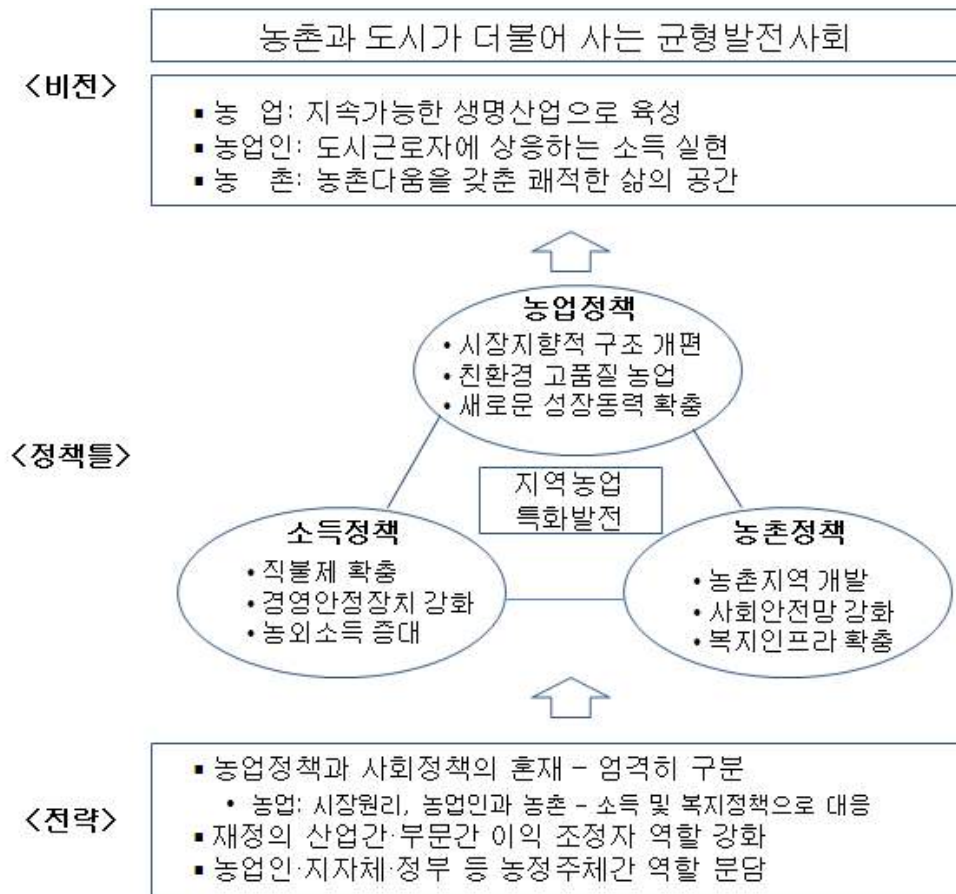 농촌과 도시가 더불어 사는 균형발전사회
<비전>
▪ 농 업: 지속가능한 생명산업으로 육성
▪ 농업인: 도시근로자에 상응하는 소득 실현
▪ 농 촌: 농촌다움을 갖춘 쾌적한 삶의 공간
농업정책
• 시장지향적 구조 개편
• 친환경 고품질 농업
• 새로운 성장동력 확충
<정책틀>
지역농업
특화발전
소득정책
• 직불제 확충
• 경영안정장치 강화
• 농외소득 증대
농촌정책
• 농촌지역 개발
• 사회안전망 강화
• 복지인프라 확충
<전략>
▪ 농업정책과 사회정책의 혼재 – 엄격히 구분
• 농업: 시장원리, 농업인과 농촌 – 소득 및 복지정책으로 대응
▪ 재정의 산업간·부문간 이익 조정자 역할 강화
▪ 농업인·지자체·정부 등 농정주체간 역할 분담